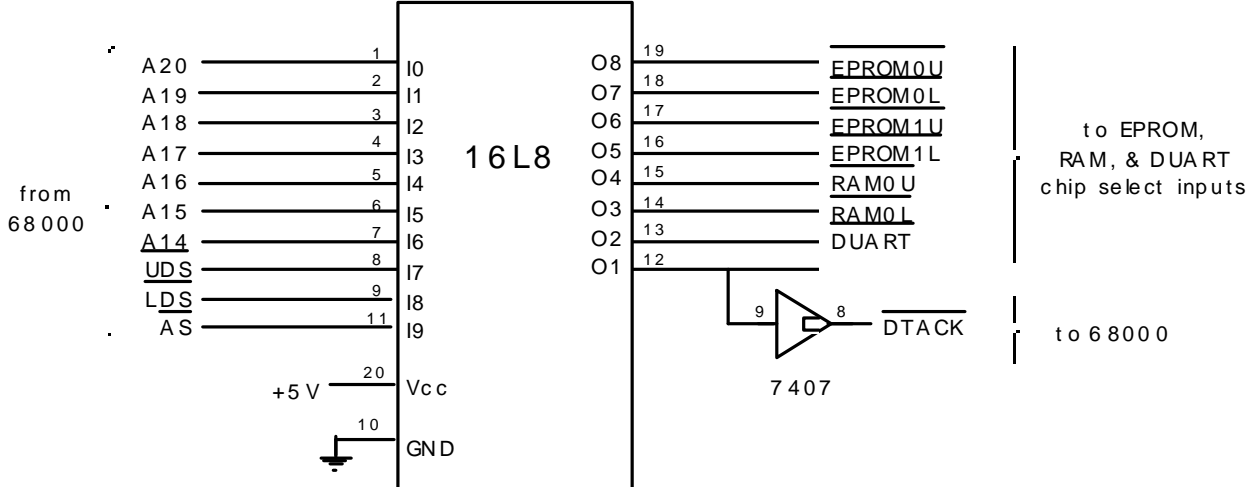 from
68000
A20
A19
A18
A17
A16
A15
A14
UDS
LDS
AS
+5V
1
2
3
4
5
6
7
8
9
11
20
10
I0
I1
I2
I3
I4
I5
I6
I7
I8
I9
Vcc
GND
16L8
O8
O7
O6
O5
O4
O3
O2
O1
19
18
17
16
15
14
13
12
EPROM0U
EPROM0L
EPROM1U
EPROM1L
RAM0U
RAM0L
DUART
9
8
DTACK
7407
to EPROM,
RAM, & DUART
chip select inputs
to 68000